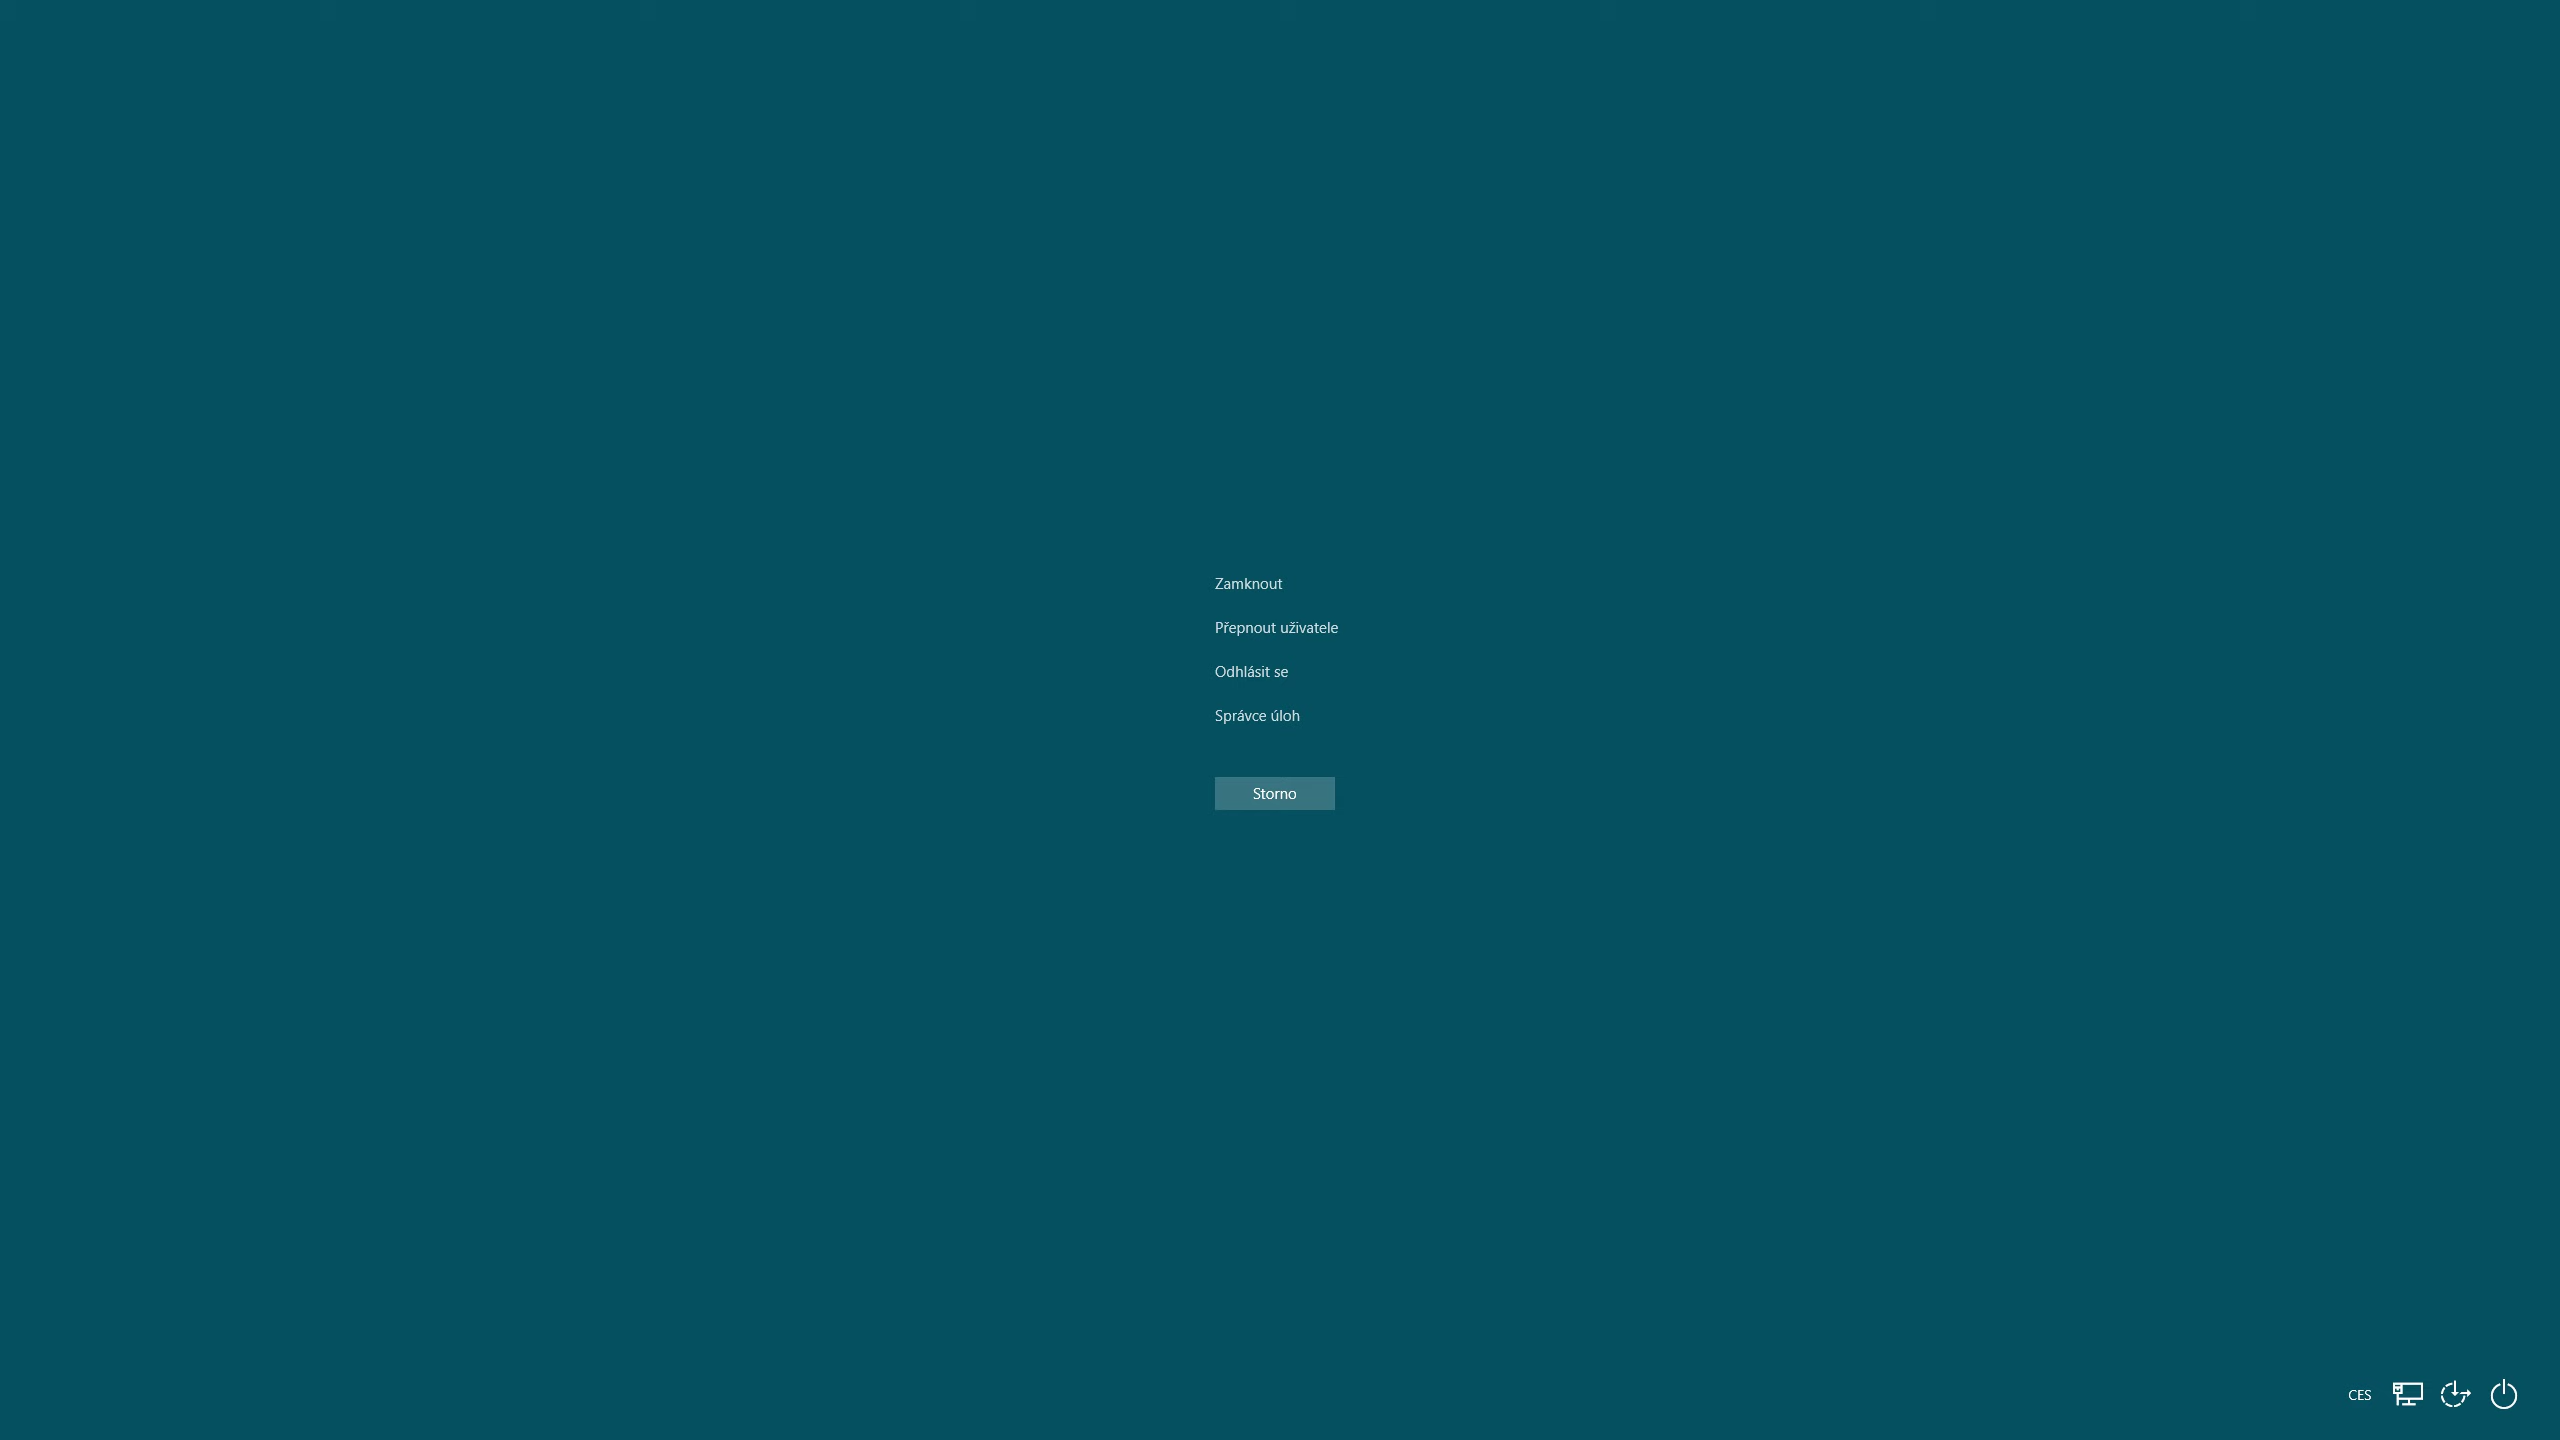 Zamknout
Přepnout uživatele
Odhlásit se
Správce úloh
Storno
CES